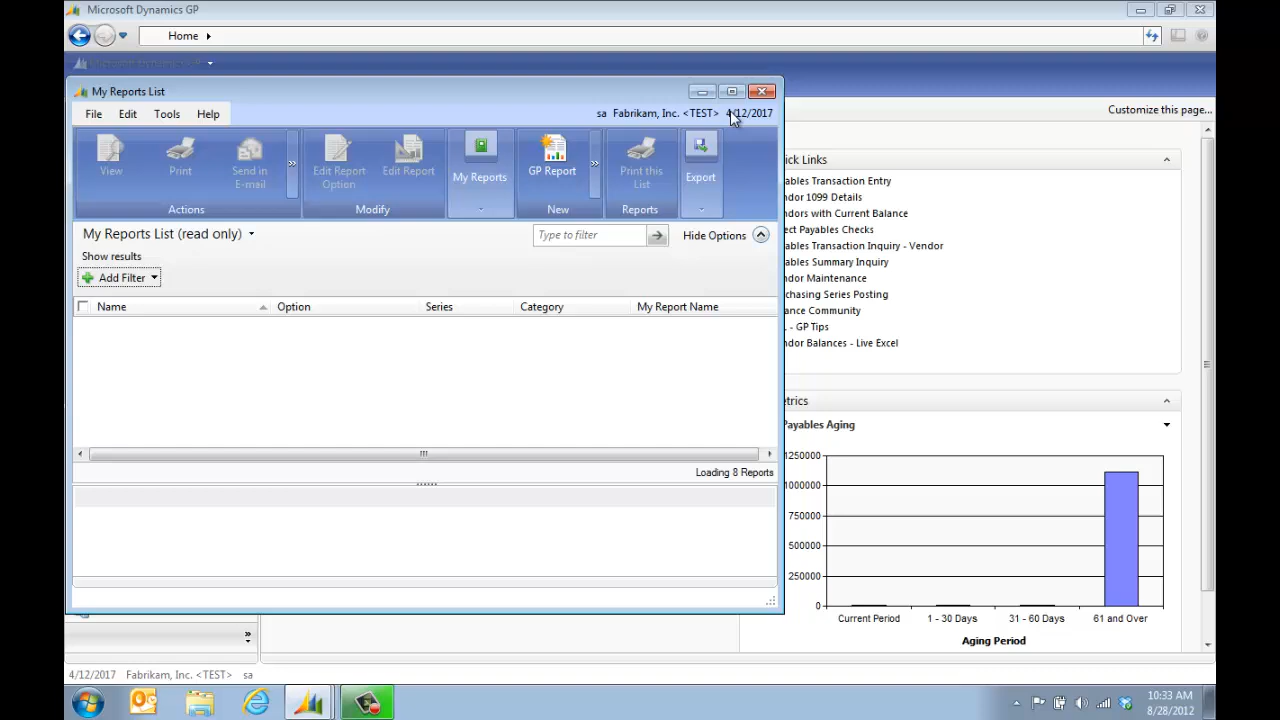 Microsoft Dynamics GP
Home
My Reports List
File Edit Tools Help
sa Fabrikam, Inc. <TEST> 4/12/2017
Customize this page...
View
Print
Send in E-mail
Actions
Edit Report Option
Edit Report
Modify
My Reports
GP Report
New
Print this List
Reports
Export
My Reports List (read only)
Type to filter
Hide Options
Show results
Add Filter
Name Option Series Category My Report Name
Loading 8 Reports
ck Links
ables Transaction Entry
ndor 1099 Details
ndors with Current Balance
ect Payables Checks
ables Transaction Inquiry - Vendor
ables Summary Inquiry
ndor Maintenance
chasing Series Posting
ance Community
. - GP Tips
ndor Balances - Live Excel
etrics
Payables Aging
1250000
1000000
750000
500000
250000
0
Current Period 1 - 30 Days 31 - 60 Days 61 and Over
Aging Period
4/12/2017 Fabrikam, Inc. <TEST> sa
10:33 AM
8/28/2012